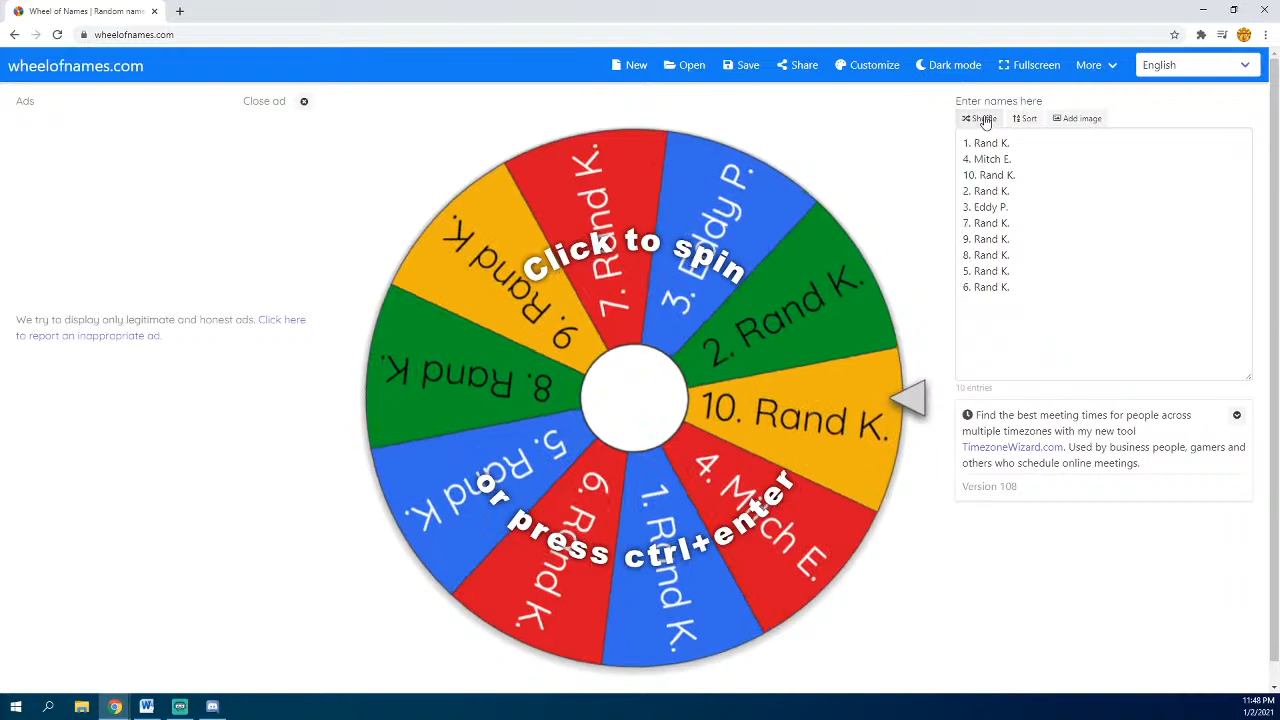 Wheel of Names | Random name
wheelofnames.com
wheelofnames.com
New
Open
Save
Share
Customize
Dark mode
Fullscreen
More
English
Ads
Close ad
We try to display only legitimate and honest ads. Click here
to report an inappropriate ad.
Click to spin
or press ctrl+enter
7. Rand K.
3. Eddy P.
2. Rand K.
10. Rand K.
4. Mitch E.
1. Rand K.
6. Rand K.
5. Rand K.
8. Rand K.
9. Rand K.
Enter names here
Shuffle
Sort
Add image
1. Rand K.
4. Mitch E.
10. Rand K.
2. Rand K.
3. Eddy P.
7. Rand K.
9. Rand K.
8. Rand K.
5. Rand K.
6. Rand K.
10 entries
Find the best meeting times for people across
multiple timezones with my new tool
TimezoneWizard.com. Used by business people, gamers and
others who schedule online meetings.
Version 108
11:48 PM
1/2/2021